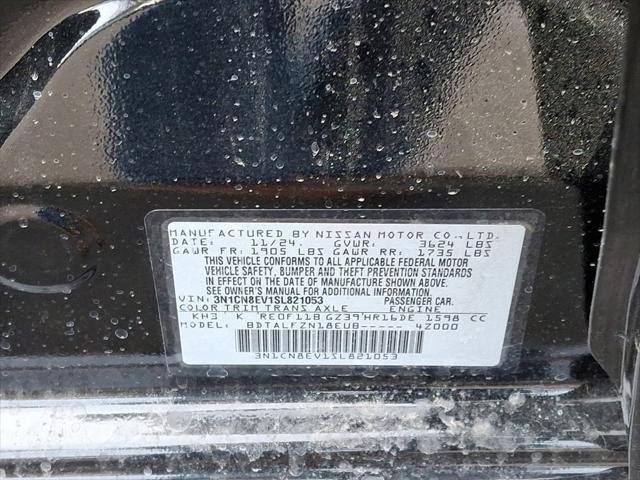 MANUFACTURED BY NISSAN MOTOR CO.,LTD.
DATE: 11/24. GVWR: 3624 LBS
GAWR FR: 1905 LBS GAWR RR: 1735 LBS
THIS VEHICLE CONFORMS TO ALL APPLICABLE FEDERAL MOTOR
VEHICLE SAFETY, BUMPER AND THEFT PREVENTION STANDARDS
IN EFFECT ON THE DATE OF MANUFACTURE SHOWN ABOVE.
SEE OWNER'S MANUAL FOR ADDITIONAL INFORMATION.
VIN: 3N1CN8EV1SL821053 PASSENGER CAR.
COLOR TRIM TRANS AXLE ENGINE
KH3 K RE0F11B GZ39 HR16DE 1598 CC
MODEL: BDTALFZN18EUB----- 42000
3N1CN8EV1SL821053